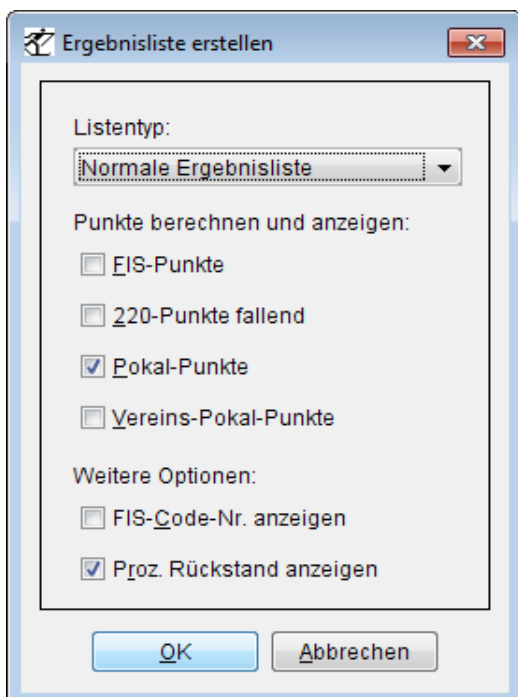 Ergebnisliste erstellen
Listentyp:
Normale Ergebnisliste
Punkte berechnen und anzeigen:
FIS-Punkte
220-Punkte fallend
Pokal-Punkte
Vereins-Pokal-Punkte
Weitere Optionen:
FIS-Code-Nr. anzeigen
Proz. Rückstand anzeigen
OK
Abbrechen